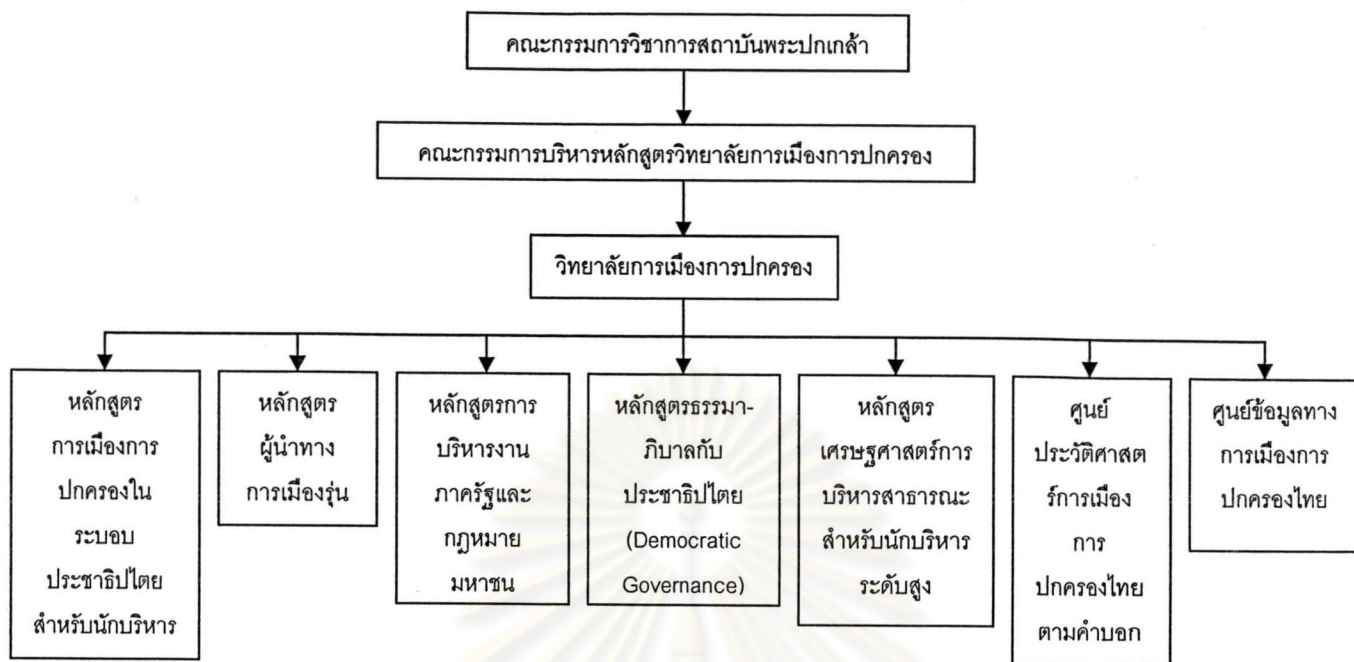 คณะกรรมการวิชาการสถาบันพระปกเกล้า
คณะกรรมการบริหารหลักสูตรวิทยาลัยการเมืองการปกครอง
วิทยาลัยการเมืองการปกครอง
หลักสูตร
การเมืองการ
ปกครองใน
ระบอบ
ประชาธิปไตย
สำหรับนักบริหาร
หลักสูตร
ผู้นำทาง
การเมืองรุ่น
หลักสูตรการ
บริหารงาน
ภาครัฐและ
กฎหมาย
มหาชน
หลักสูตรธรรมา-
ภิบาลกับ
ประชาธิปไตย
(Democratic
Governance)
หลักสูตร
เศรษฐศาสตร์การ
บริหารสาธารณะ
สำหรับนักบริหาร
ระดับสูง
ศูนย์
ประวัติศาสต
ร์การเมือง
การ
ปกครองไทย
ตามคำบอก
ศูนย์ข้อมูลทาง
การเมืองการ
ปกครองไทย